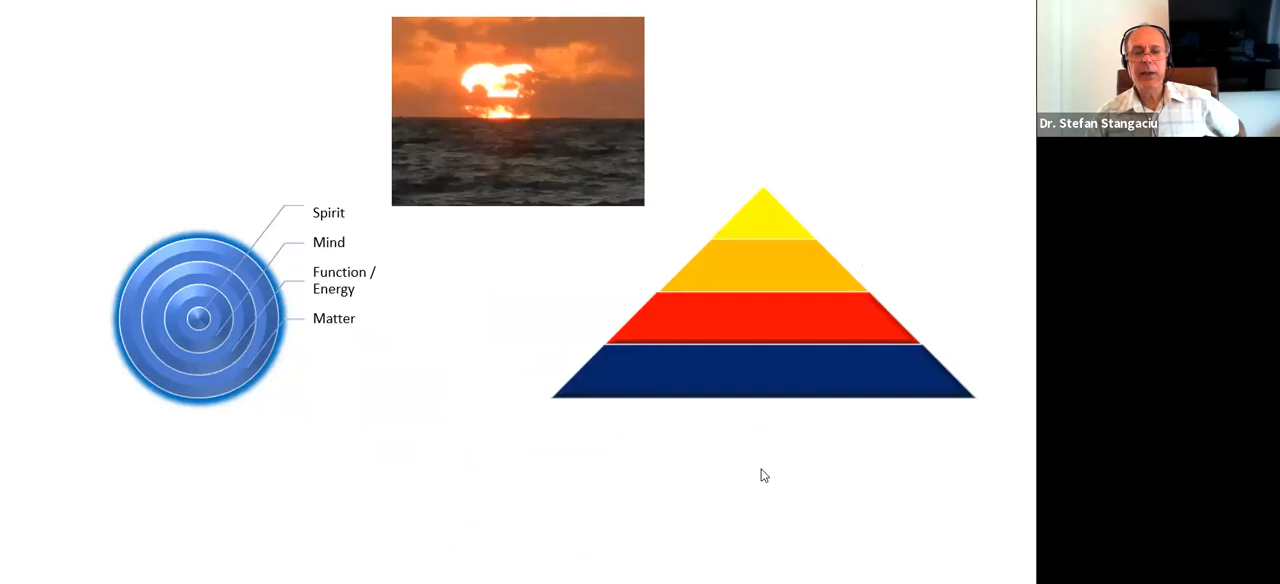 Spirit
Mind
Function /
Energy
Matter
Dr. Stefan Stangaciu